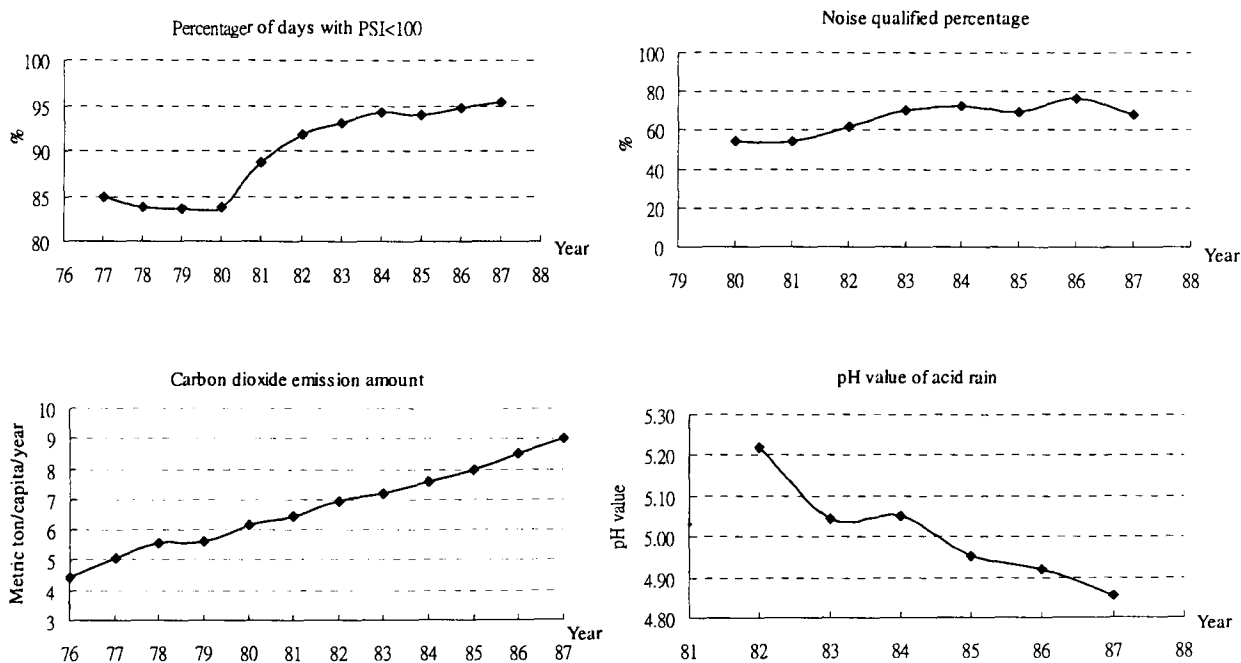 Percentager of days with PSI<100
%
100
95
90
85
80
76 77 78 79 80 81 82 83 84 85 86 87 88
Year
Noise qualified percentage
%
100
80
60
40
20
0
79 80 81 82 83 84 85 86 87 88
Year
Carbon dioxide emission amount
Metric ton/capita/year
10
9
8
7
6
5
4
3
76 77 78 79 80 81 82 83 84 85 86 87
Year
pH value of acid rain
pH value
5.30
5.20
5.10
5.00
4.90
4.80
81 82 83 84 85 86 87 88
Year